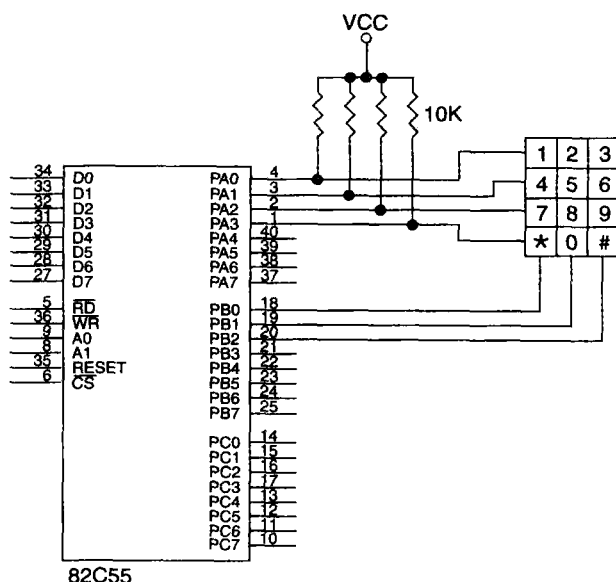 VCC
10K
1 2 3
4 5 6
7 8 9
* 0 #
34 D0 PA0 4
33 D1 PA1 3
32 D2 PA2 2
31 D3 PA3 1
30 D4 PA4 40
29 D5 PA5 39
28 D6 PA6 38
27 D7 PA7 37
5 R̅D̅ PB0 18
36 W̅R̅ PB1 19
9 A0 PB2 20
8 A1 PB3 21
35 RESET PB4 22
6 C̅S̅ PB5 23
PB6 24
PB7 25
PC0 14
PC1 15
PC2 16
PC3 17
PC4 13
PC5 12
PC6 11
PC7 10
82C55